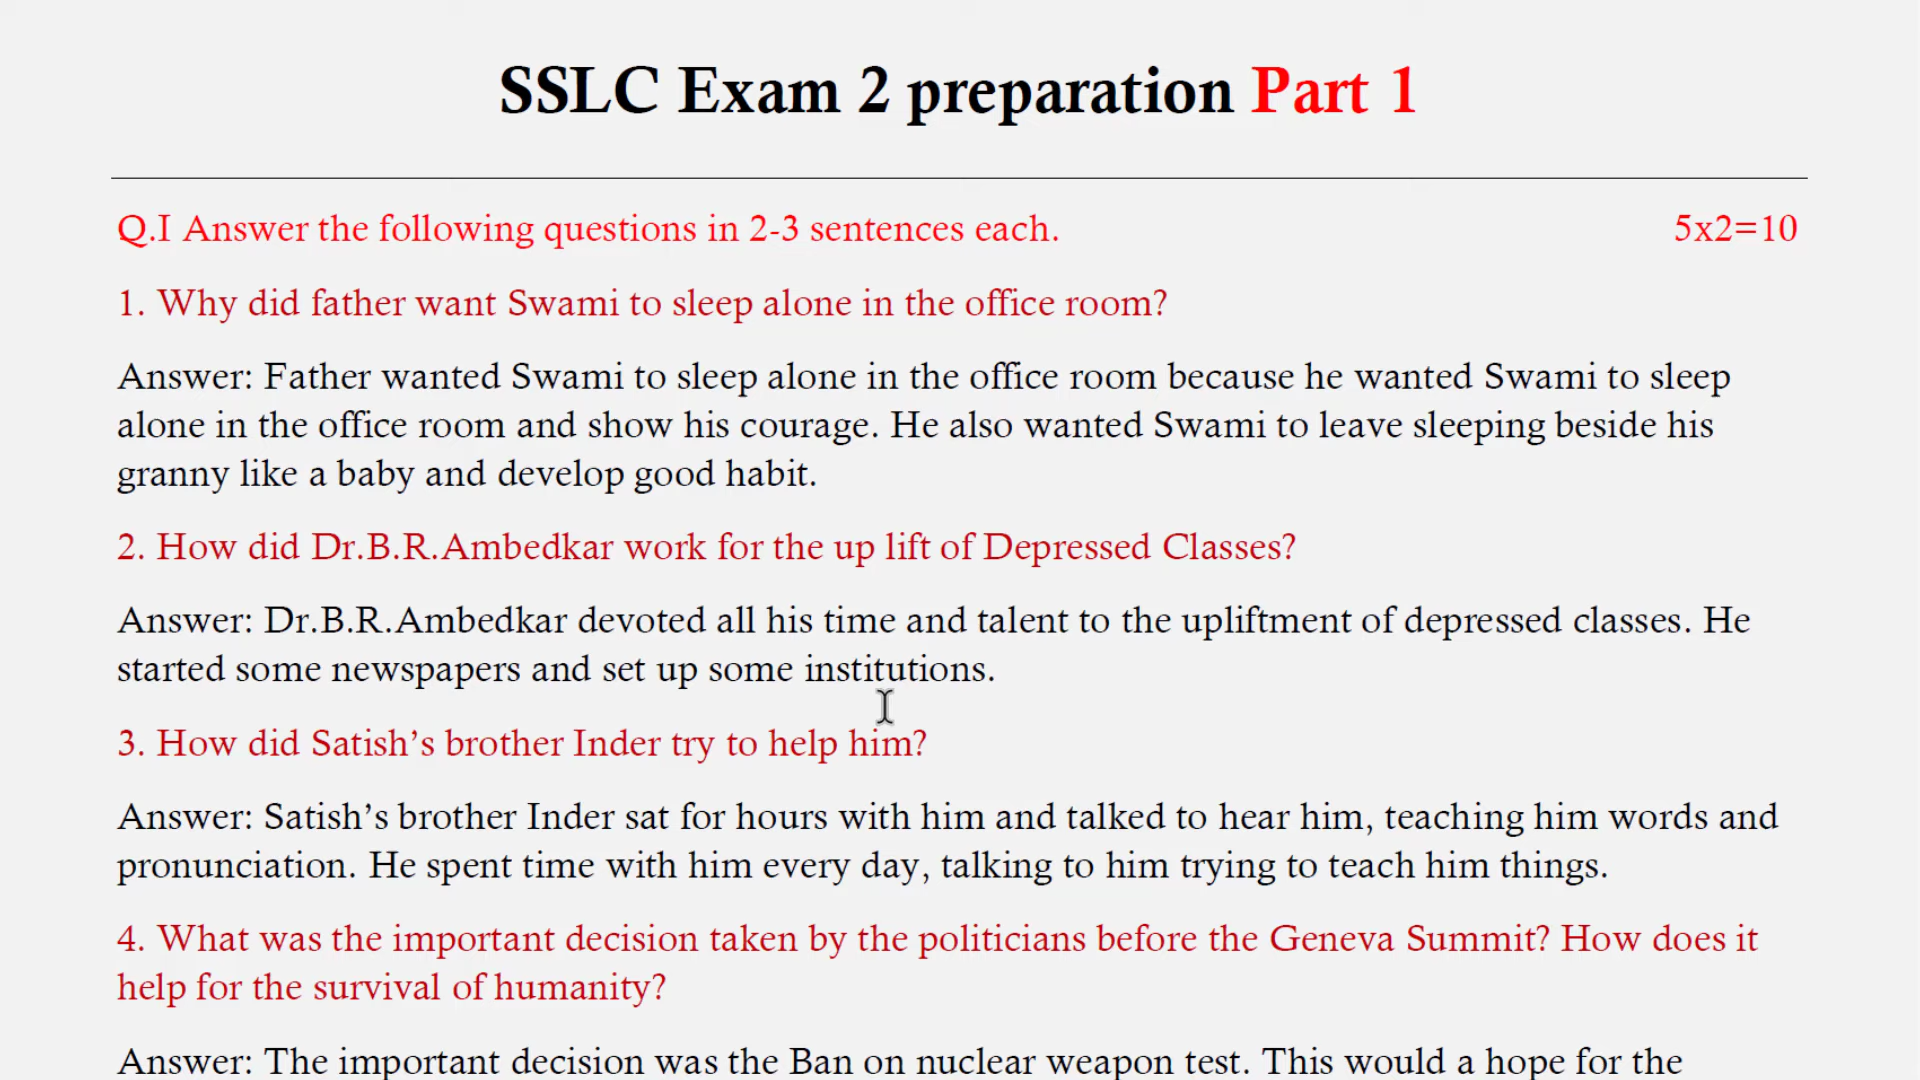 SSLC Exam 2 preparation Part 1
Q.I Answer the following questions in 2-3 sentences each. 5x2=10
1. Why did father want Swami to sleep alone in the office room?
Answer: Father wanted Swami to sleep alone in the office room because he wanted Swami to sleep
alone in the office room and show his courage. He also wanted Swami to leave sleeping beside his
granny like a baby and develop good habit.
2. How did Dr.B.R.Ambedkar work for the up lift of Depressed Classes?
Answer: Dr.B.R.Ambedkar devoted all his time and talent to the upliftment of depressed classes. He
started some newspapers and set up some institutions.
3. How did Satish’s brother Inder try to help him?
Answer: Satish’s brother Inder sat for hours with him and talked to hear him, teaching him words and
pronunciation. He spent time with him every day, talking to him trying to teach him things.
4. What was the important decision taken by the politicians before the Geneva Summit? How does it
help for the survival of humanity?
Answer: The important decision was the Ban on nuclear weapon test. This would a hope for the